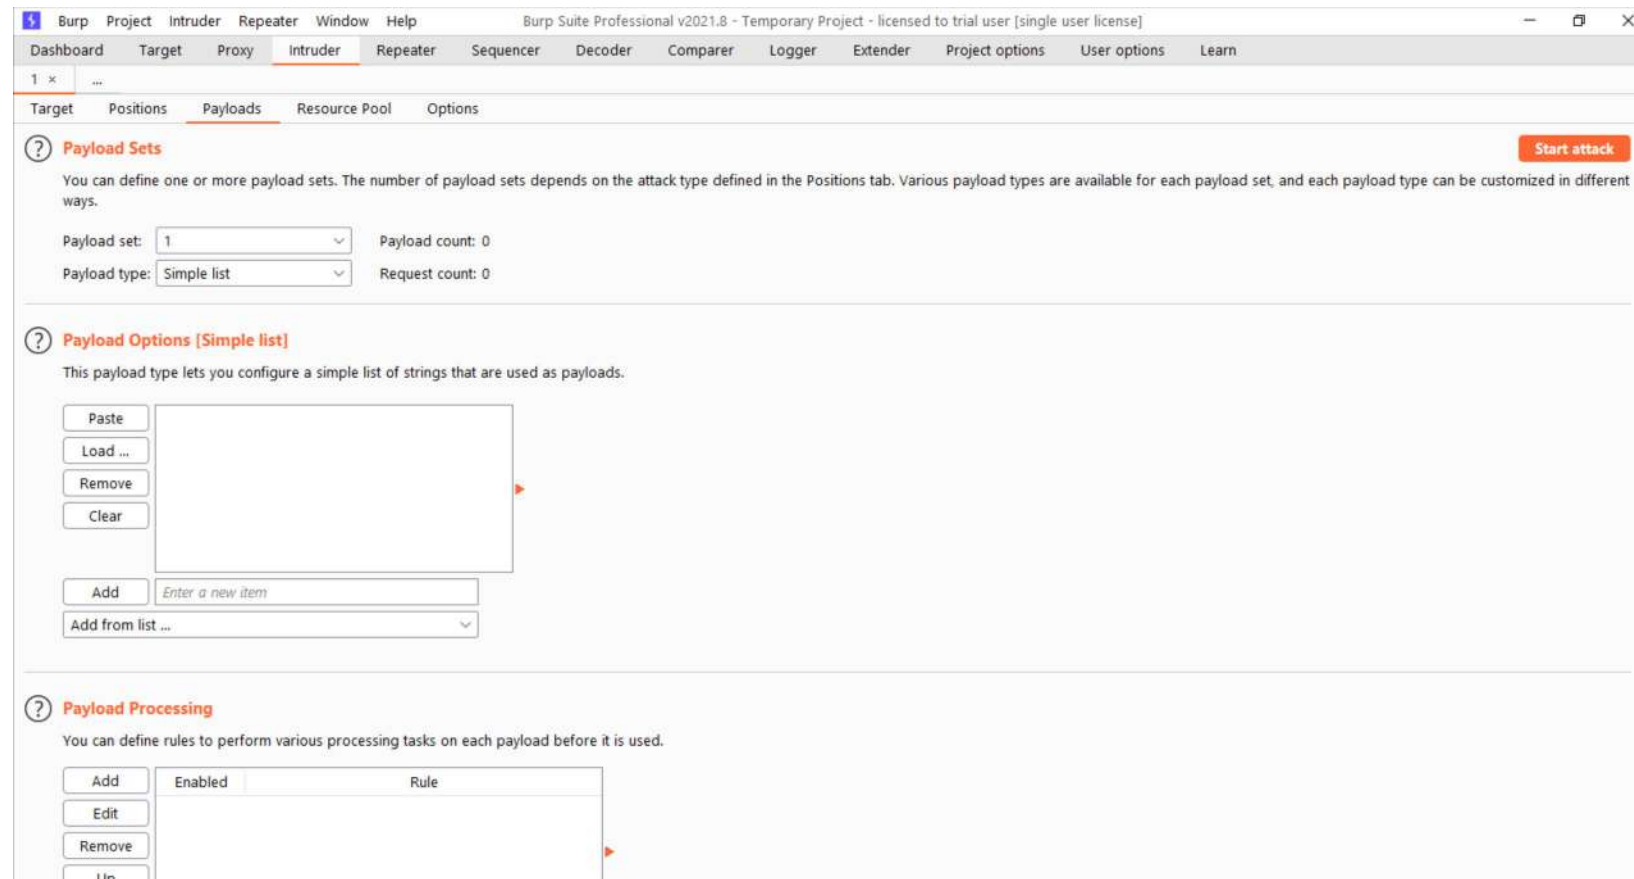 Burp Project Intruder Repeater Window Help Burp Suite Professional v2021.8 - Temporary Project - licensed to trial user [single user license]
Dashboard Target Proxy Intruder Repeater Sequencer Decoder Comparer Logger Extender Project options User options Learn
1 × ...
Target Positions Payloads Resource Pool Options
? Payload Sets Start attack
You can define one or more payload sets. The number of payload sets depends on the attack type defined in the Positions tab. Various payload types are available for each payload set, and each payload type can be customized in different
ways.
Payload set: 1 Payload count: 0
Payload type: Simple list Request count: 0
? Payload Options [Simple list]
This payload type lets you configure a simple list of strings that are used as payloads.
Paste
Load ...
Remove
Clear
Add Enter a new item
Add from list ...
? Payload Processing
You can define rules to perform various processing tasks on each payload before it is used.
Add Enabled Rule
Edit
Remove
Up